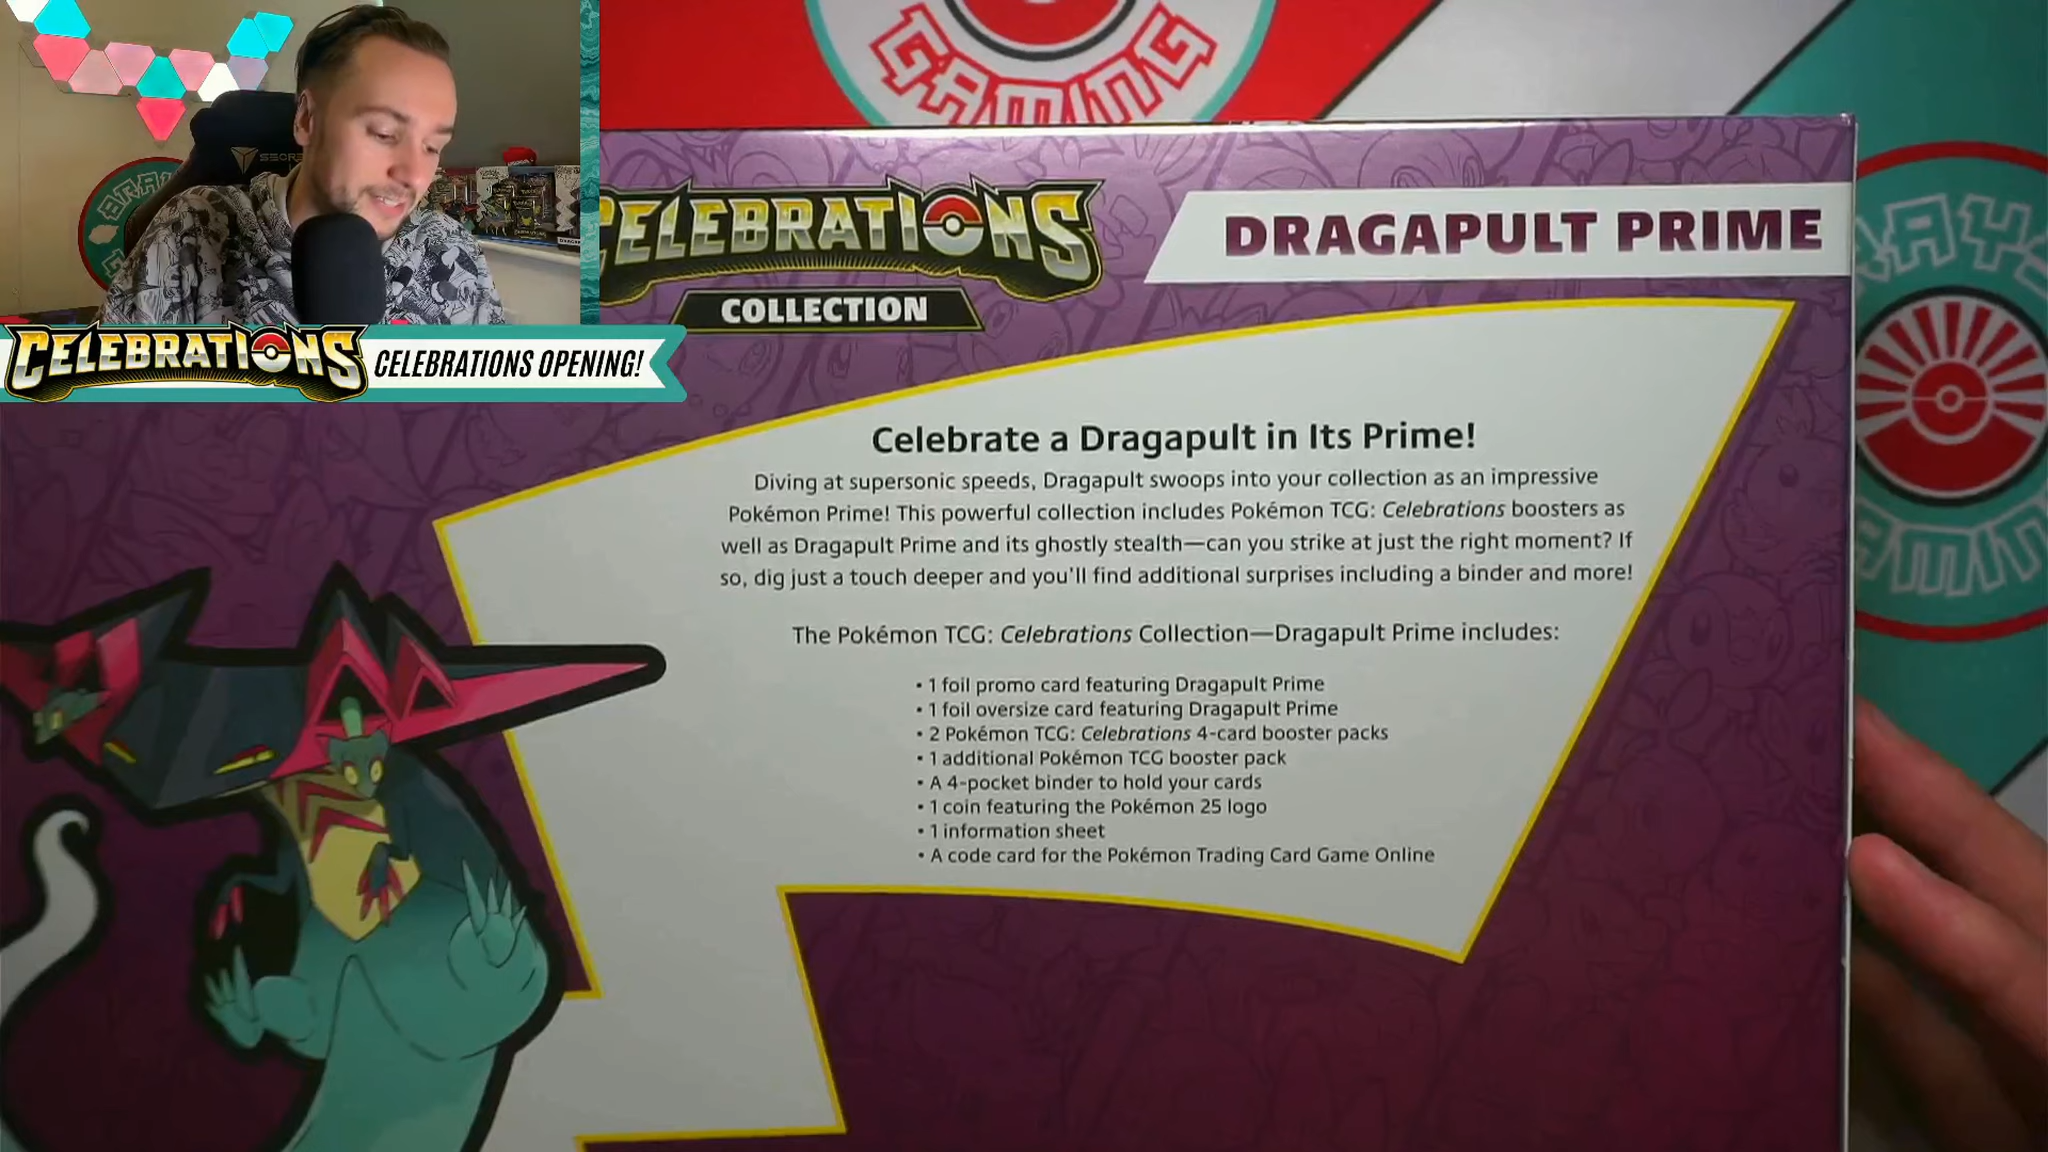 GAMING
SECRE
BRAY
CELEBRATIONS
COLLECTION
DRAGAPULT PRIME
CELEBRATIONS
CELEBRATIONS OPENING!
RAYS
GAMING
Celebrate a Dragapult in Its Prime!
Diving at supersonic speeds, Dragapult swoops into your collection as an impressive
Pokémon Prime! This powerful collection includes Pokémon TCG: Celebrations boosters as
well as Dragapult Prime and its ghostly stealth—can you strike at just the right moment? If
so, dig just a touch deeper and you'll find additional surprises including a binder and more!
The Pokémon TCG: Celebrations Collection—Dragapult Prime includes:
• 1 foil promo card featuring Dragapult Prime
• 1 foil oversize card featuring Dragapult Prime
• 2 Pokémon TCG: Celebrations 4-card booster packs
• 1 additional Pokémon TCG booster pack
• A 4-pocket binder to hold your cards
• 1 coin featuring the Pokémon 25 logo
• 1 information sheet
• A code card for the Pokémon Trading Card Game Online